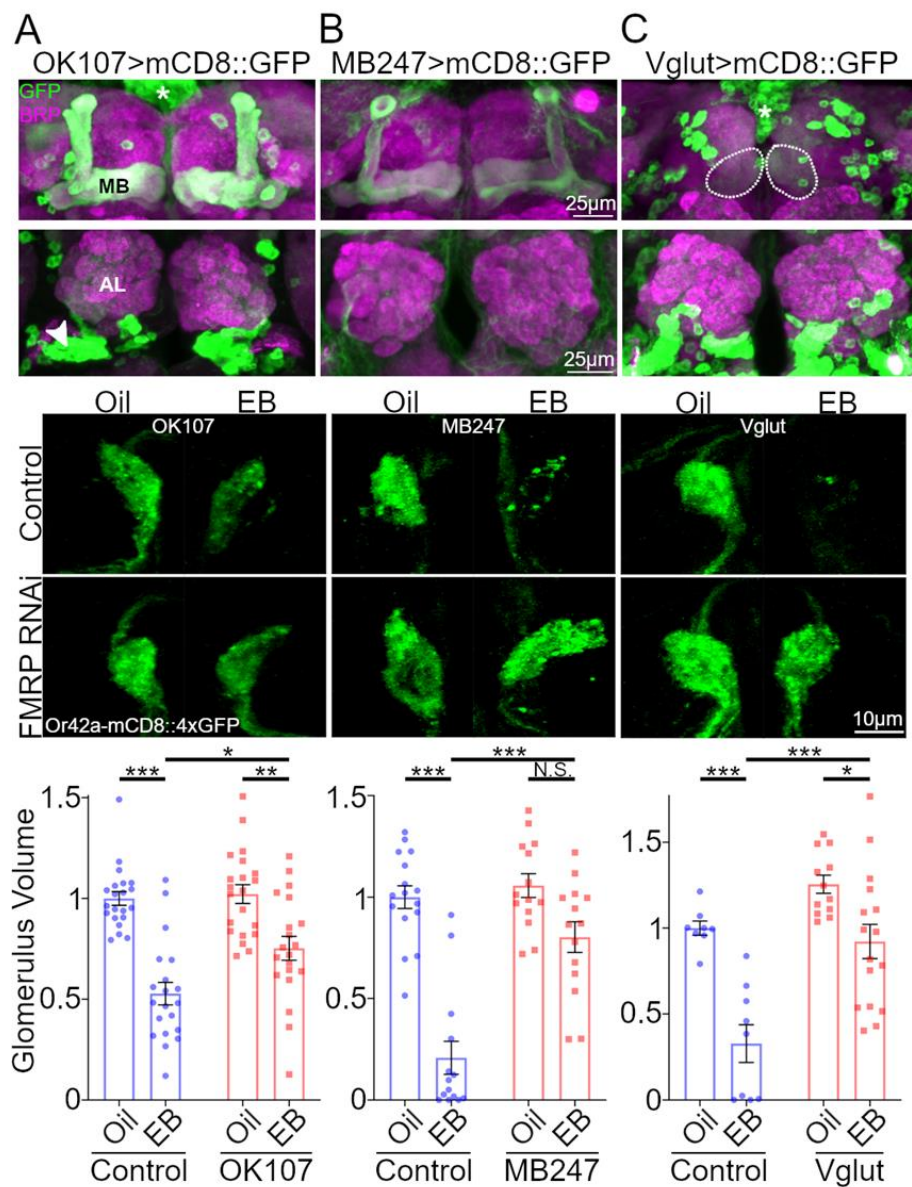 A B C
OK107>mCD8::GFP MB247>mCD8::GFP Vglut>mCD8::GFP
GFP * *
BRP
MB
25µm 25µm
AL
25µm 25µm
Oil EB Oil EB Oil EB
OK107 MB247 Vglut
Control
FMRP RNAi
Or42a-mCD8::4xGFP 10µm
* *** ***
*** ** *** N.S. *** *
Glomerulus Volume
1.5 1.5 1.5
1 1 1
0.5 0.5 0.5
0 0 0
Oil EB Oil EB Oil EB Oil EB Oil EB Oil EB
Control OK107 Control MB247 Control Vglut